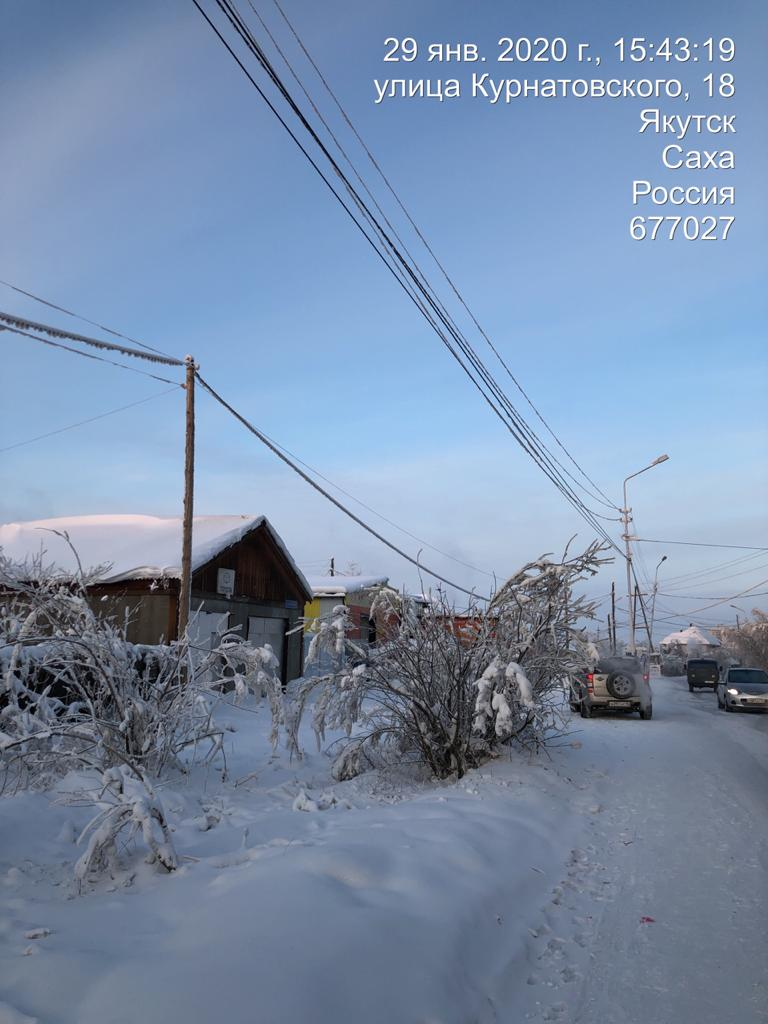 29 янв. 2020 г., 15:43:19
улица Курнатовского, 18
Якутск
Саха
Россия
677027